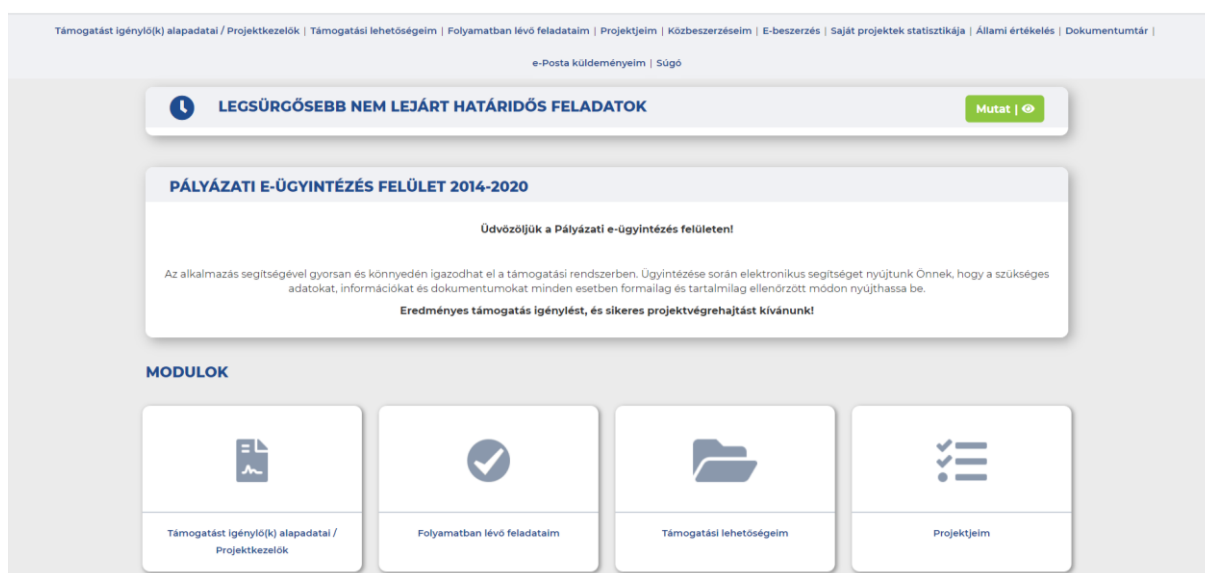 Támogatást igénylő(k) alapadatai / Projektkezelők | Támogatási lehetőségeim | Folyamatban lévő feladataim | Projektjeim | Közbeszerzéseim | E-beszerzés | Saját projektek statisztikája | Állami értékelés | Dokumentumtár |
e-Posta küldeményeim | Súgó
LEGSÜRGŐSEBB NEM LEJÁRT HATÁRIDŐS FELADATOK
Mutat |
PÁLYÁZATI E-ÜGYINTÉZÉS FELÜLET 2014-2020
Üdvözöljük a Pályázati e-ügyintézés felületen!
Az alkalmazás segítségével gyorsan és könnyedén igazodhat el a támogatási rendszerben. Ügyintézése során elektronikus segítséget nyújtunk Önnek, hogy a szükséges
adatokat, információkat és dokumentumokat minden esetben formailag és tartalmilag ellenőrzött módon nyújthassa be.
Eredményes támogatás igénylést, és sikeres projektvégrehajtást kívánunk!
MODULOK
Támogatást igénylő(k) alapadatai /
Projektkezelők
Folyamatban lévő feladataim
Támogatási lehetőségeim
Projektjeim